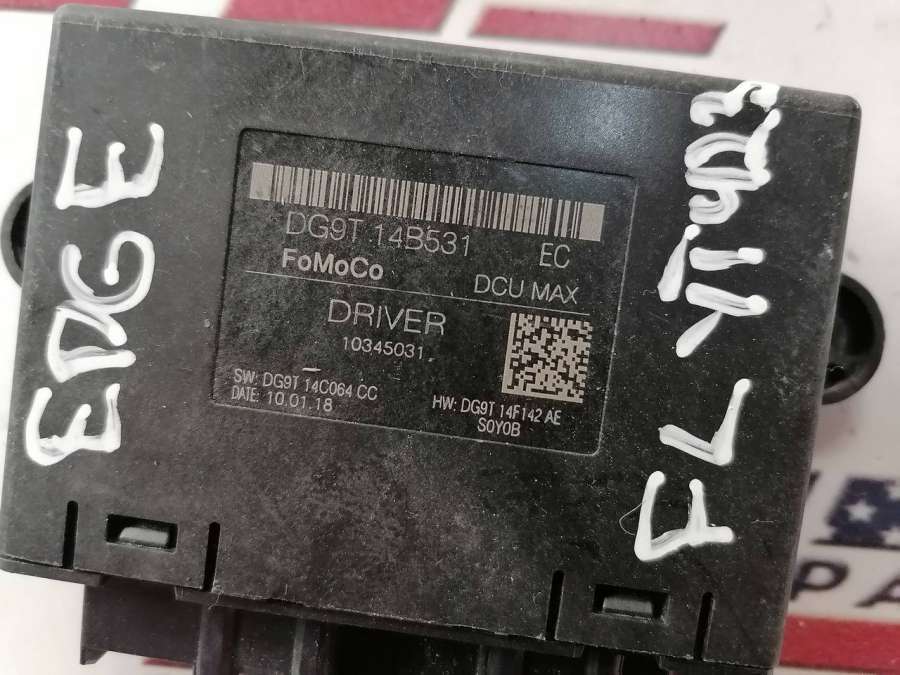 DG9T 14B531 EC
FoMoCo
DCU MAX
DRIVER
10345031
SW: DG9T 14C064 CC
DATE: 10.01.18
HW: DG9T 14F142 AE
S0Y0B
EDGE